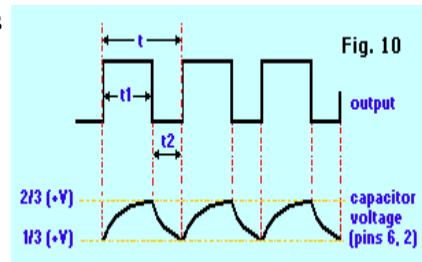 t
Fig. 10
t1
output
t2
2/3 (+V)
capacitor
voltage
1/3 (+V)
(pins 6, 2)